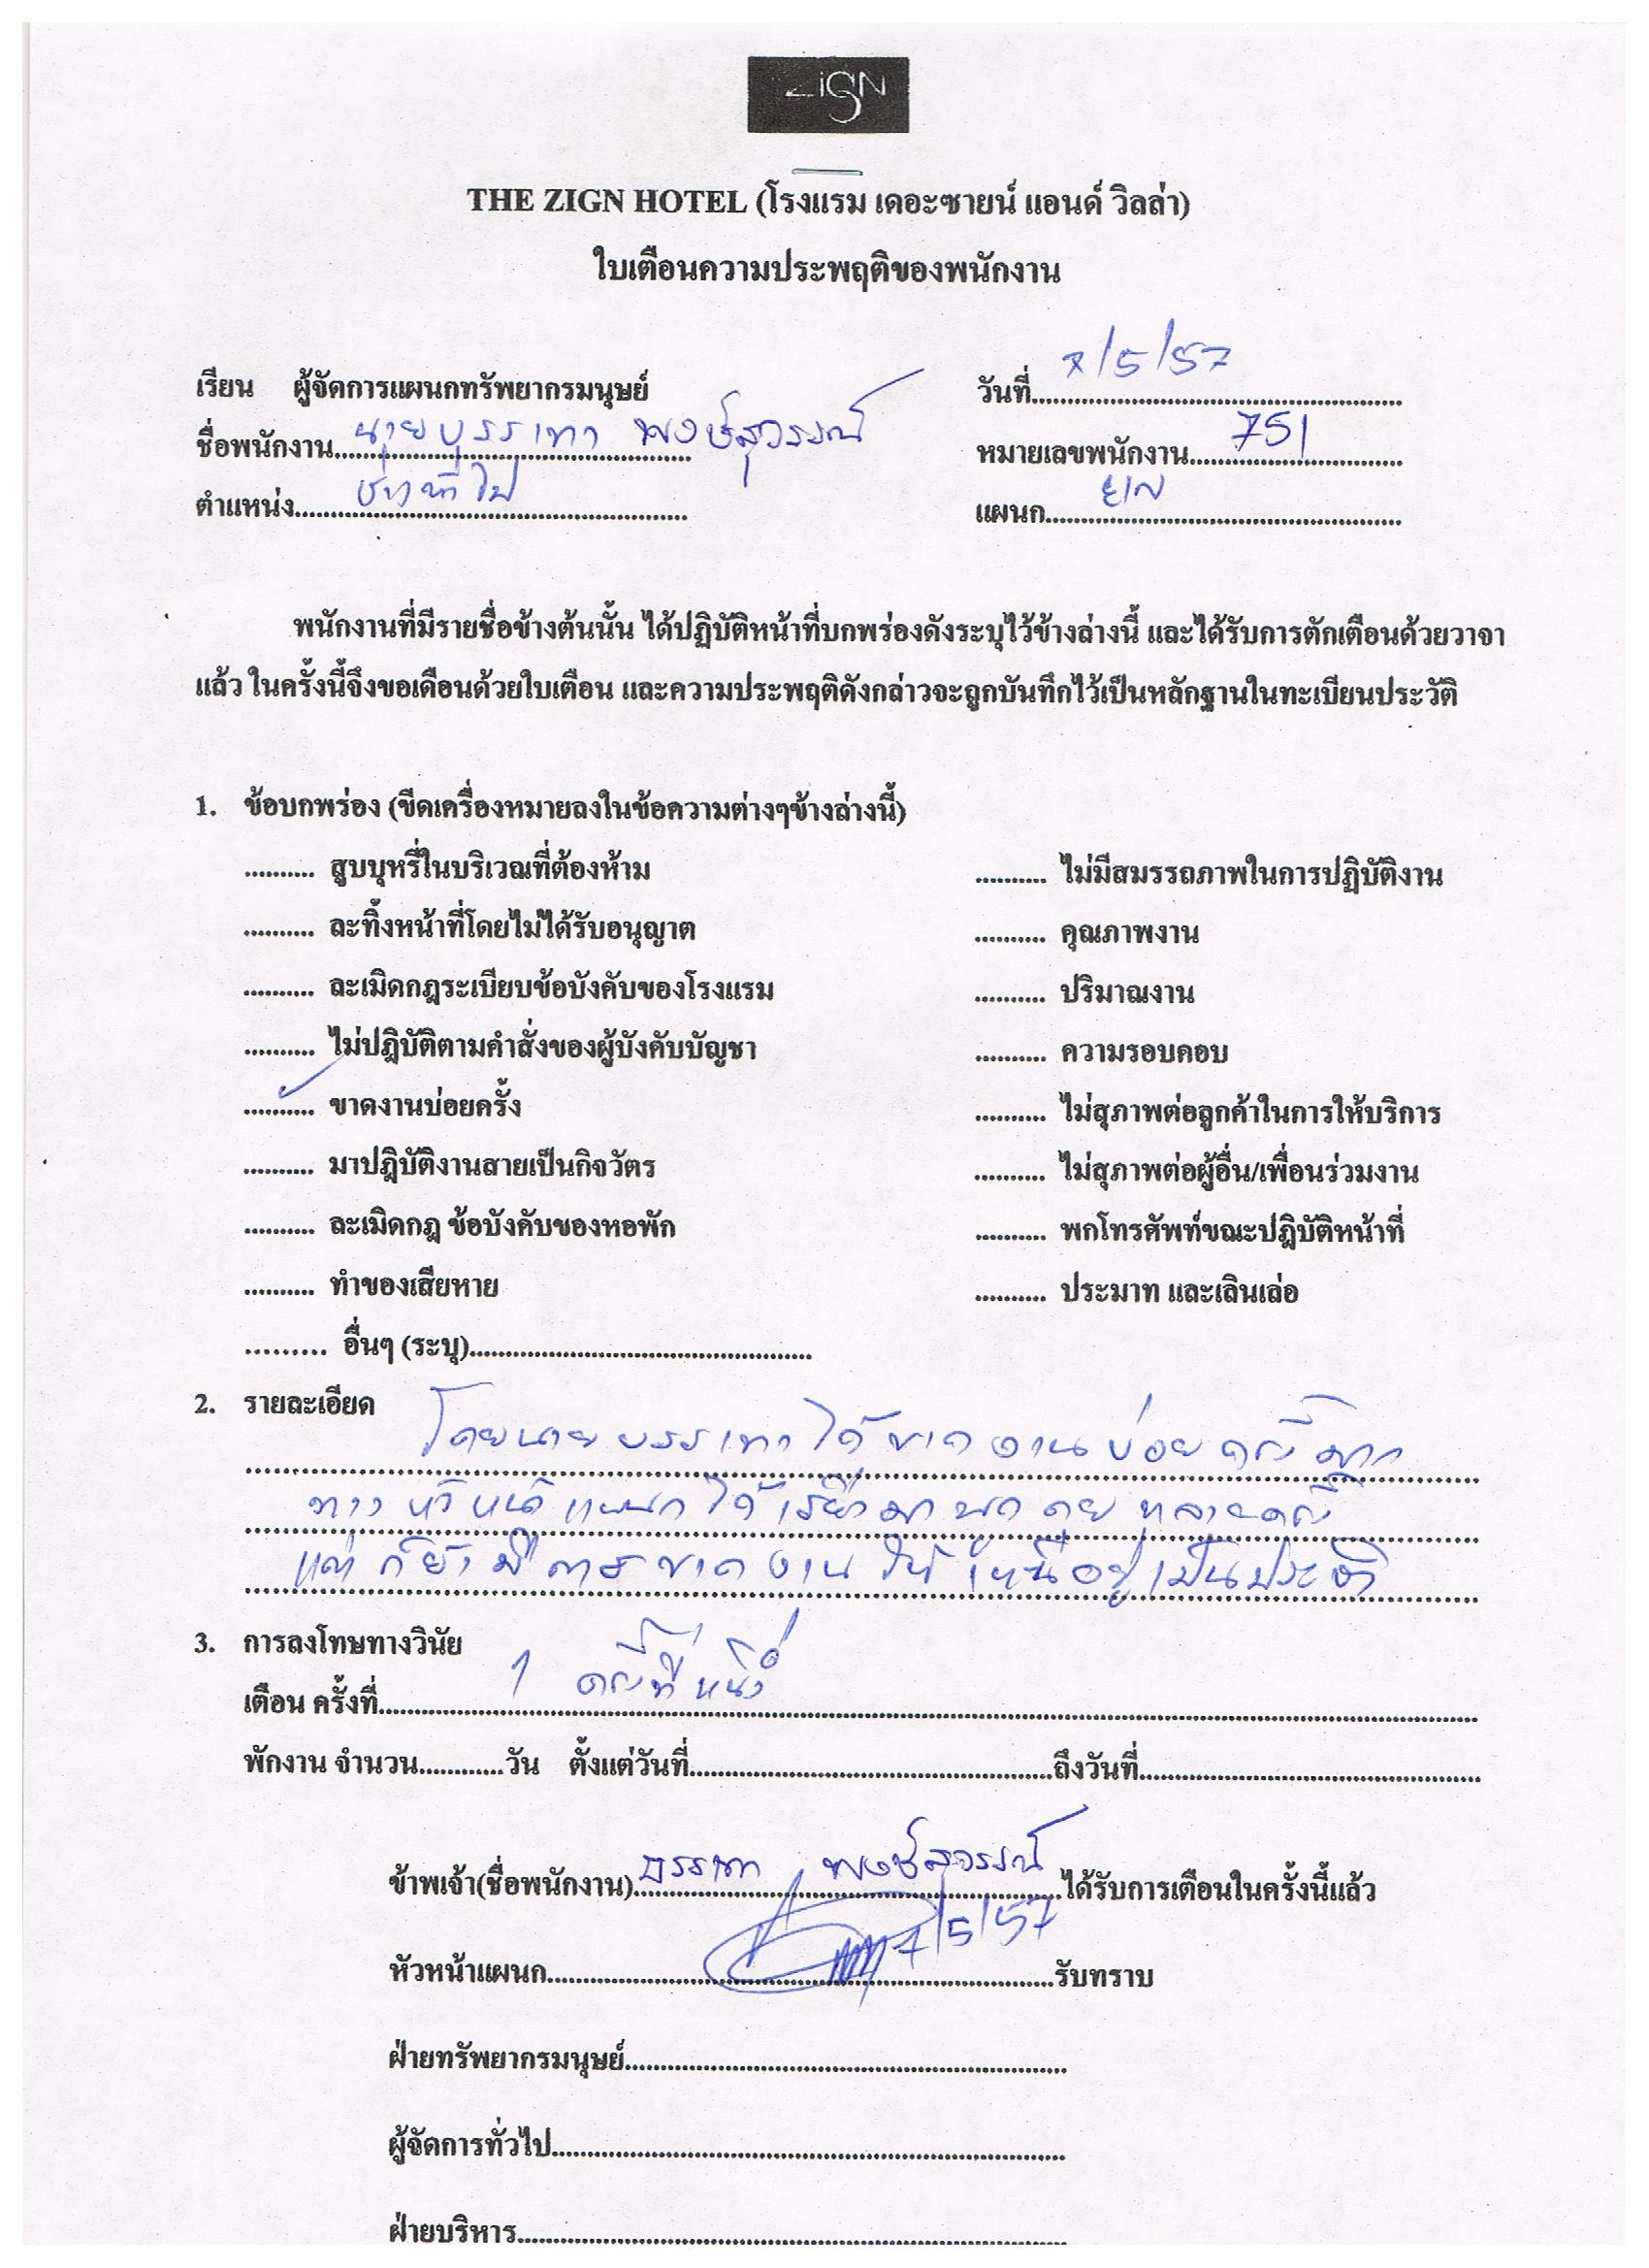 ZIGN
THE ZIGN HOTEL (โรงแรม เดอะซายน์ แอนด์ วิลล่า)
ใบเตือนความประพฤติของพนักงาน
เรียน ผู้จัดการแผนกทรัพยากรมนุษย์ วันที่ 7/5/57
ชื่อพนักงาน นายบรรเทา พงษ์สุวรรณ์ หมายเลขพนักงาน 751
ตำแหน่ง ช่างทั่วไป แผนก
พนักงานที่มีรายชื่อข้างต้นนั้น ได้ปฏิบัติหน้าที่บกพร่องดังระบุไว้ข้างล่างนี้ และได้รับการตักเตือนด้วยวาจา
แล้ว ในครั้งนี้จึงขอเตือนด้วยใบเตือน และความประพฤติดังกล่าวจะถูกบันทึกไว้เป็นหลักฐานในทะเบียนประวัติ
1. ข้อบกพร่อง (ขีดเครื่องหมายลงในข้อความต่างๆข้างล่างนี้)
.......... สูบบุหรี่ในบริเวณที่ต้องห้าม .......... ไม่มีสมรรถภาพในการปฏิบัติงาน
.......... ละทิ้งหน้าที่โดยไม่ได้รับอนุญาต .......... คุณภาพงาน
.......... ละเมิดกฎระเบียบข้อบังคับของโรงแรม .......... ปริมาณงาน
.......... ไม่ปฎิบัติตามคำสั่งของผู้บังคับบัญชา .......... ความรอบคอบ
....✓.... ขาดงานบ่อยครั้ง .......... ไม่สุภาพต่อลูกค้าในการให้บริการ
.......... มาปฎิบัติงานสายเป็นกิจวัตร .......... ไม่สุภาพต่อผู้อื่น/เพื่อนร่วมงาน
.......... ละเมิดกฎ ข้อบังคับของหอพัก .......... พกโทรศัพท์ขณะปฎิบัติหน้าที่
.......... ทำของเสียหาย .......... ประมาท และเลินเล่อ
......... อื่นๆ (ระบุ)................................................
2. รายละเอียด โดยนายบรรเทาได้ขาดงานบ่อยครั้งมาก
ทางหัวหน้าแผนกได้เรียกมาพูดคุยหลายครั้ง
แต่ก็ยังมีการขาดงานให้เห็นอยู่เป็นประจำ
3. การลงโทษทางวินัย
เตือน ครั้งที่ 1 ครั้งที่หนึ่ง
พักงาน จำนวน............วัน ตั้งแต่วันที่..................................................ถึงวันที่................................................
ข้าพเจ้า(ชื่อพนักงาน) บรรเทา พงษ์สุวรรณ์ ได้รับการเตือนในครั้งนี้แล้ว
หัวหน้าแผนก 7/5/57 รับทราบ
ฝ่ายทรัพยากรมนุษย์..............................................................
ผู้จัดการทั่วไป........................................................................
ฝ่ายบริหาร.............................................................................